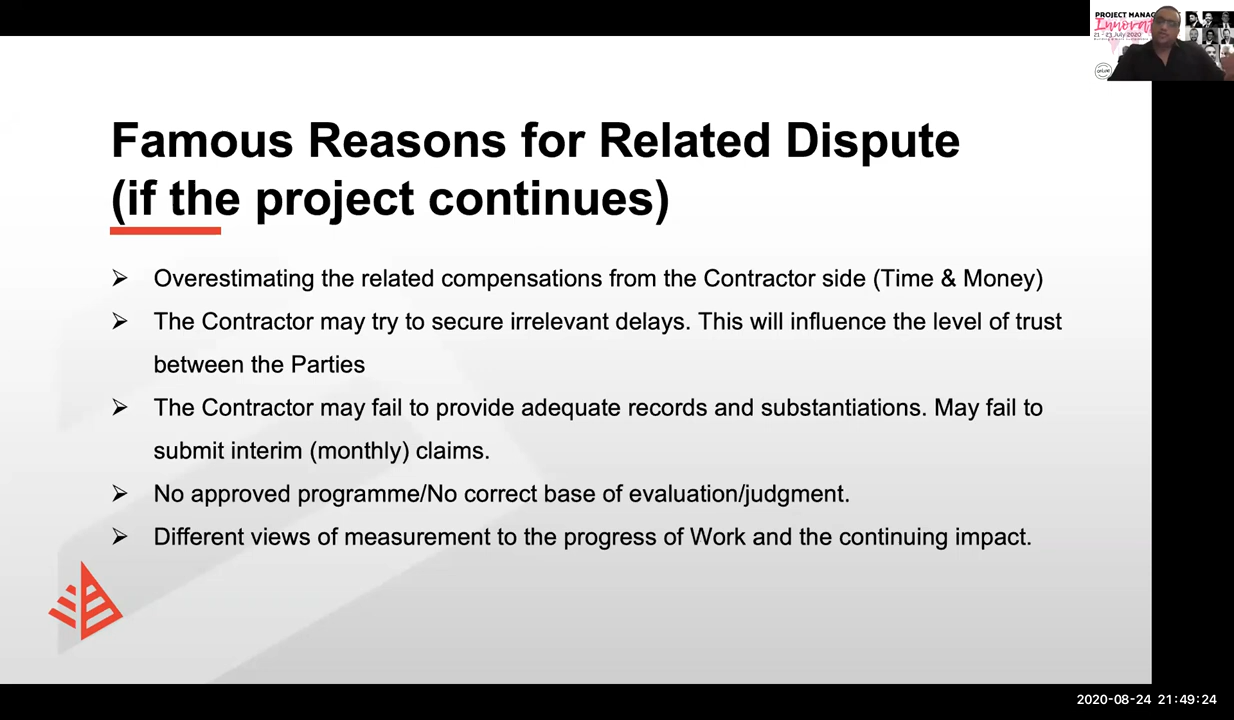 PROJECT MANAG
Innovat
21 - 23 July 2020
Famous Reasons for Related Dispute
(if the project continues)
➢ Overestimating the related compensations from the Contractor side (Time & Money)
➢ The Contractor may try to secure irrelevant delays. This will influence the level of trust
between the Parties
➢ The Contractor may fail to provide adequate records and substantiations. May fail to
submit interim (monthly) claims.
➢ No approved programme/No correct base of evaluation/judgment.
➢ Different views of measurement to the progress of Work and the continuing impact.
2020-08-24 21:49:24